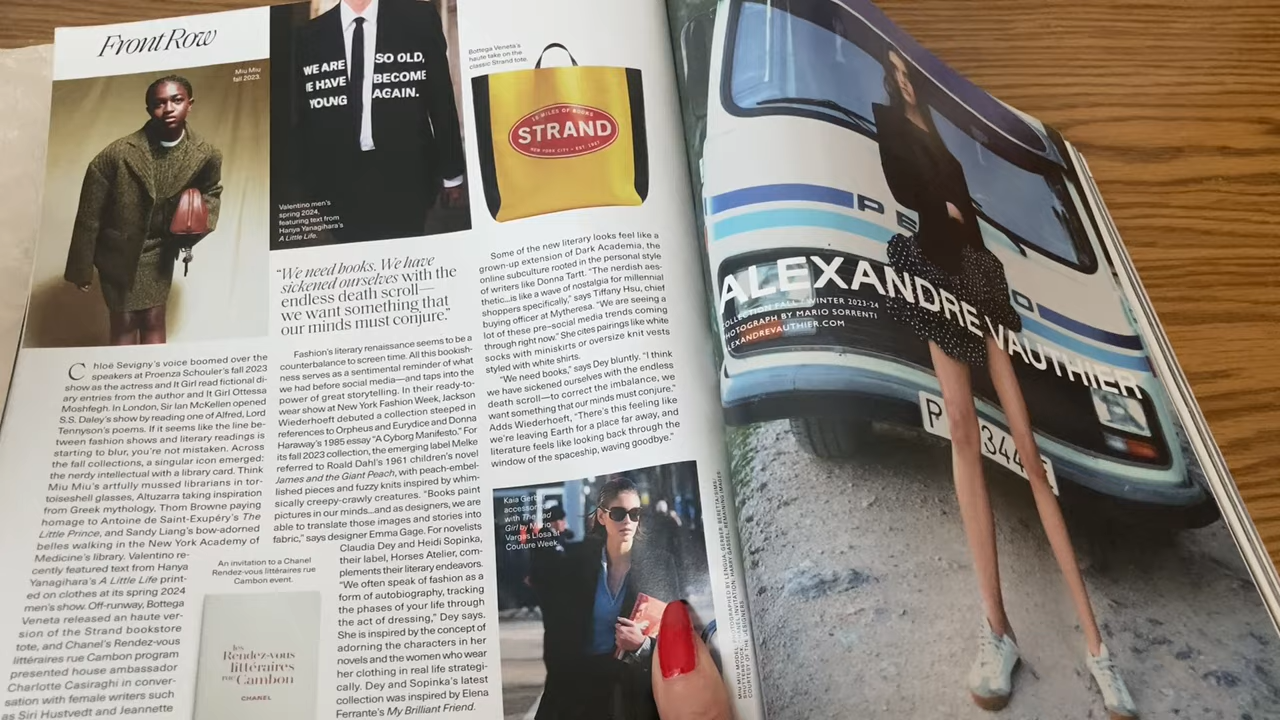 Front Row
Miu Miu
fall 2023.
WE ARE SO OLD,
E HAVE BECOME
YOUNG AGAIN.
Valentino men's
spring 2024,
featuring text from
Hanya Yanagihara's
A Little Life.
Bottega Veneta's
haute take on the
classic Strand tote.
18 MILES OF BOOKS
STRAND
NEW YORK CITY • EST. 1927
"We need books. We have
sickened ourselves with the
endless death scroll—
we want something that
our minds must conjure."
Chloë Sevigny's voice boomed over the
speakers at Proenza Schouler's fall 2023
show as the actress and It Girl read fictional di-
ary entries from the author and It Girl Ottessa
Moshfegh. In London, Sir Ian McKellen opened
S.S. Daley's show by reading one of Alfred, Lord
Tennyson's poems. If it seems like the line be-
tween fashion shows and literary readings is
starting to blur, you're not mistaken. Across
the fall collections, a singular icon emerged:
the nerdy intellectual with a library card. Think
Miu Miu's artfully mussed librarians in tor-
toiseshell glasses, Altuzarra taking inspiration
from Greek mythology, Thom Browne paying
homage to Antoine de Saint-Exupéry's The
Little Prince, and Sandy Liang's bow-adorned
belles walking in the New York Academy of
Medicine's library. Valentino re-
cently featured text from Hanya
Yanagihara's A Little Life print-
ed on clothes at its spring 2024
men's show. Off-runway, Bottega
Veneta released an haute ver-
sion of the Strand bookstore
tote, and Chanel's Rendez-vous
littéraires rue Cambon program
presented house ambassador
Charlotte Casiraghi in conver-
sation with female writers such
as Siri Hustvedt and Jeannette
An invitation to a Chanel
Rendez-vous littéraires rue
Cambon event.
les
Rendez-vous
littéraires
rue Cambon
CHANEL
Fashion's literary renaissance seems to be a
counterbalance to screen time. All this bookish-
ness serves as a sentimental reminder of what
we had before social media—and taps into the
power of great storytelling. In their ready-to-
wear show at New York Fashion Week, Jackson
Wiederhoeft debuted a collection steeped in
references to Orpheus and Eurydice and Donna
Haraway's 1985 essay "A Cyborg Manifesto." For
its fall 2023 collection, the emerging label Melke
referred to Roald Dahl's 1961 children's novel
James and the Giant Peach, with peach-embel-
lished pieces and fuzzy knits inspired by whim-
sically creepy-crawly creatures. "Books paint
pictures in our minds...and as designers, we are
able to translate those images and stories into
fabric," says designer Emma Gage. For novelists
Claudia Dey and Heidi Sopinka,
their label, Horses Atelier, com-
plements their literary endeavors.
"We often speak of fashion as a
form of autobiography, tracking
the phases of your life through
the act of dressing," Dey says.
She is inspired by the concept of
adorning the characters in her
novels and the women who wear
her clothing in real life strategi-
cally. Dey and Sopinka's latest
collection was inspired by Elena
Ferrante's My Brilliant Friend.
Some of the new literary looks feel like a
grown-up extension of Dark Academia, the
online subculture rooted in the personal style
of writers like Donna Tartt. "The nerdish aes-
thetic...is like a wave of nostalgia for millennial
shoppers specifically," says Tiffany Hsu, chief
buying officer at Mytheresa. "We are seeing a
lot of these pre–social media trends coming
through right now." She cites pairings like white
socks with miniskirts or oversize knit vests
styled with white shirts.
"We need books," says Dey bluntly. "I think
we have sickened ourselves with the endless
death scroll—to correct the imbalance, we
want something that our minds must conjure."
Adds Wiederhoeft, "There's this feeling like
we're leaving Earth for a place far away, and
literature feels like looking back through the
window of the spaceship, waving goodbye."
Kaia Gerber
accessorized
with The Bad
Girl by Mario
Vargas Llosa at
Couture Week.
PE O
ALEXANDRE VAUTHIER
COLLECTION FALL / WINTER 2023-24
PHOTOGRAPH BY MARIO SORRENTI
ALEXANDREVAUTHIER.COM
P 344